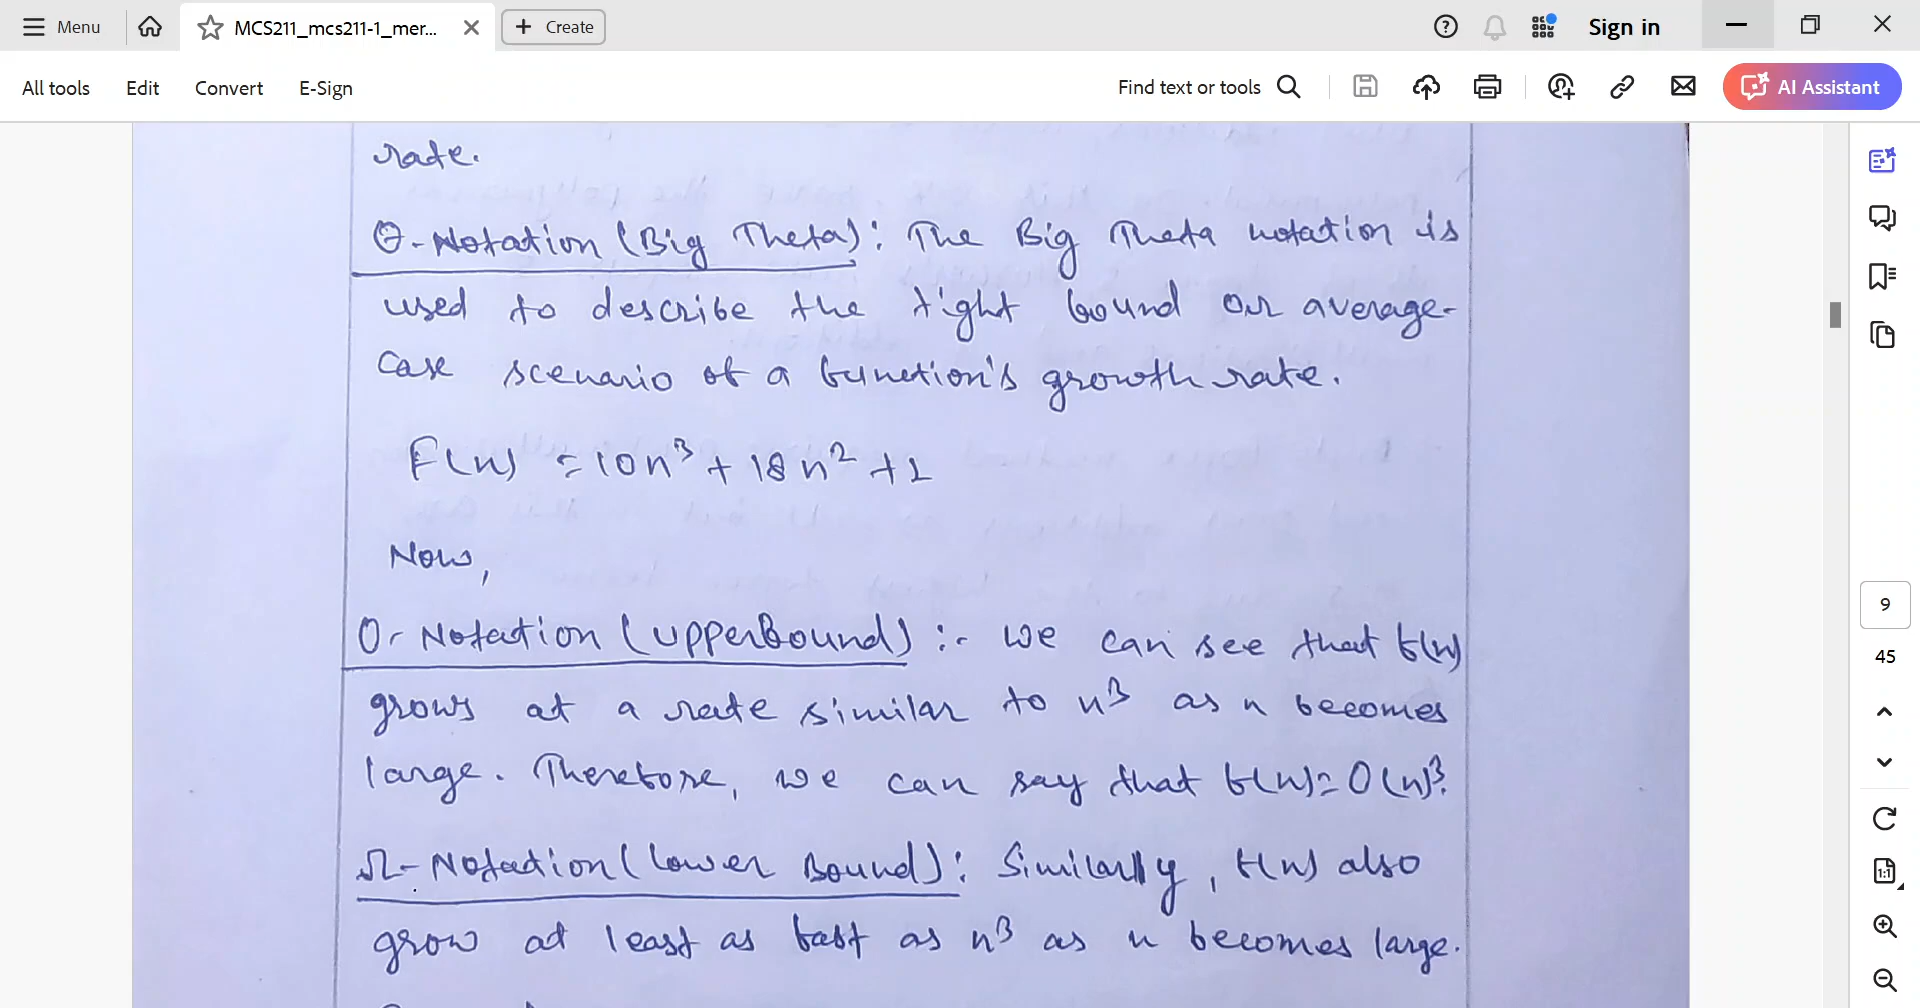 Menu
MCS211_mcs211-1_mer...
+ Create
Sign in
All tools Edit Convert E-Sign
Find text or tools
AI Assistant
rate.
Θ-Notation (Big Theta): The Big Theta notation is
used to describe the tight bound or average-
case scenario of a function's growth rate.
F(n) = 10n³ + 18n² + 1
Now,
O- Notation (upperBound) :- we can see that f(n)
grows at a rate similar to n³ as n becomes
large. Therefore, we can say that f(n) = O(n)³.
Ω-Notation (lower Bound): Similarly, f(n) also
grow at least as fast as n³ as n becomes large.
9
45
1:1